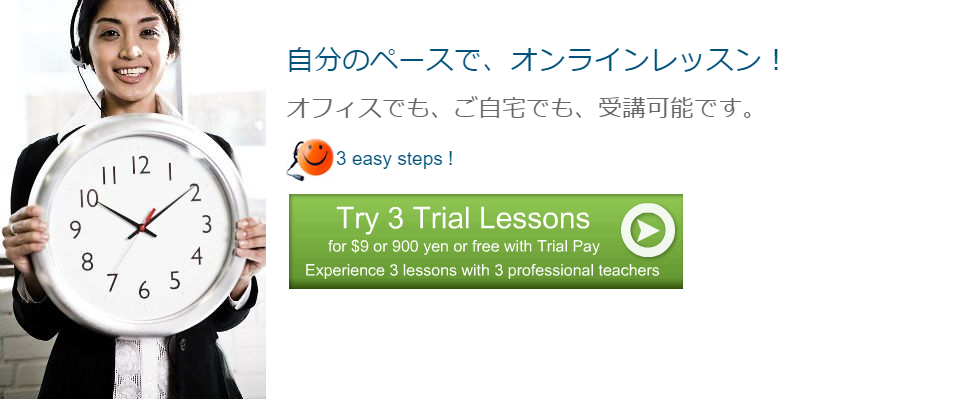 自分のペースで、オンラインレッスン！
オフィスでも、ご自宅でも、受講可能です。
3 easy steps !
Try 3 Trial Lessons
for $9 or 900 yen or free with Trial Pay
Experience 3 lessons with 3 professional teachers
12
11 1
10 2
9 3
8 4
7 5
6